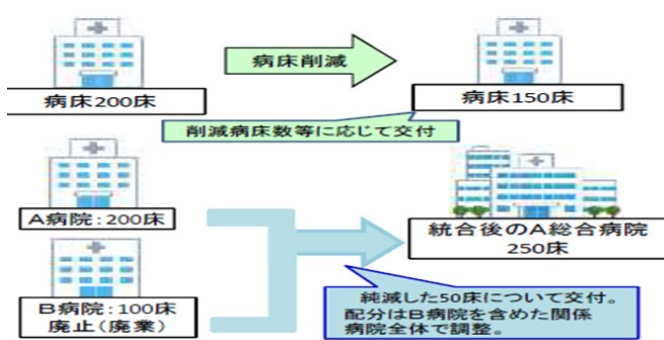 病床削減
病床200床
病床150床
削減病床数等に応じて交付
A病院:200床
統合後のA総合病院
250床
B病院:100床
廃止(廃業)
純減した50床について交付。
配分はB病院を含めた関係
病院全体で調整。